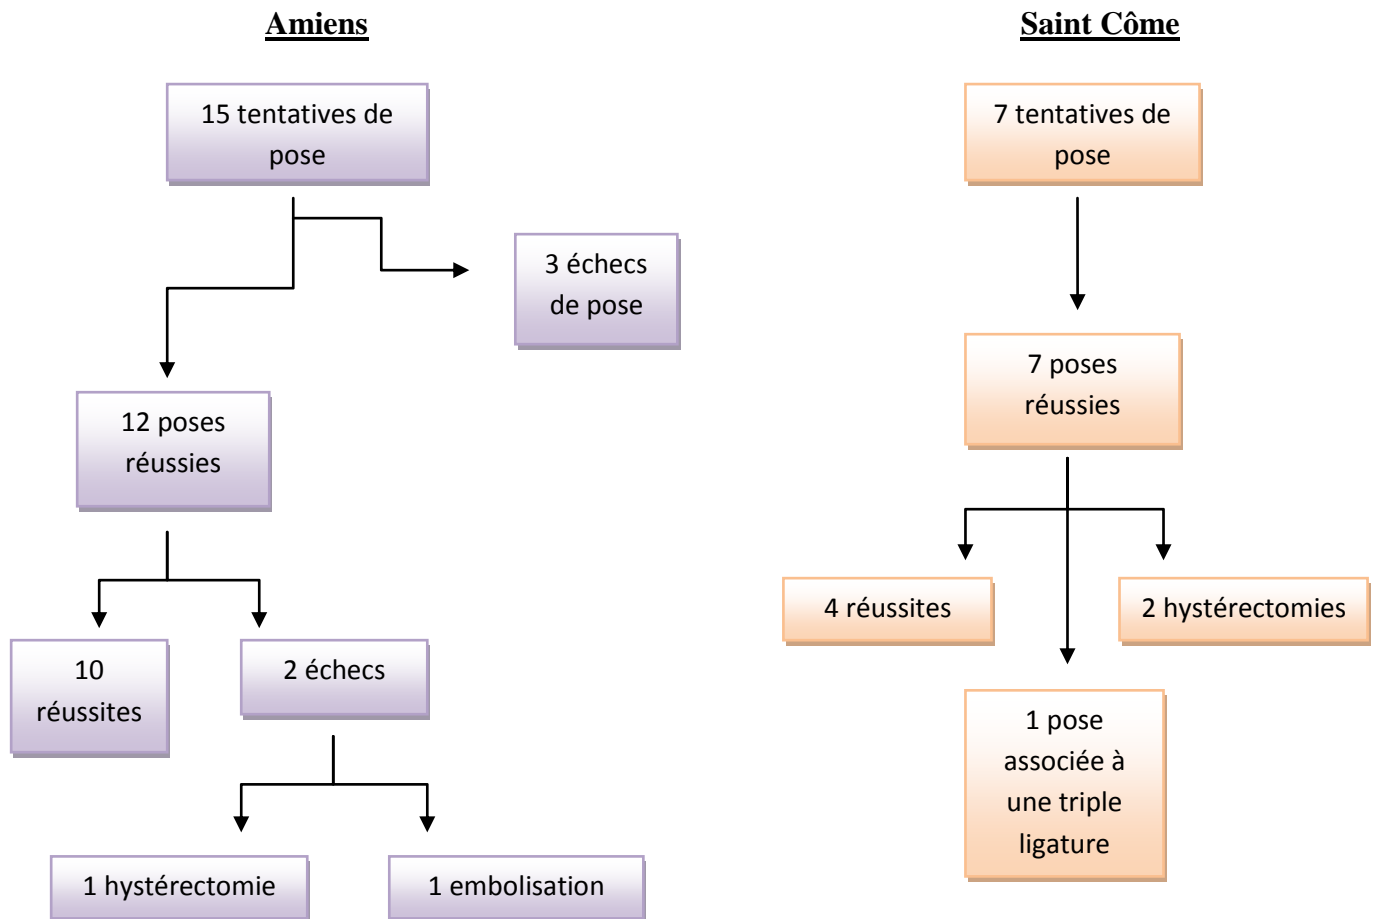 Amiens
15 tentatives de
pose
3 échecs
de pose
12 poses
réussies
10
réussites
2 échecs
1 hystérectomie
1 embolisation
Saint Côme
7 tentatives de
pose
7 poses
réussies
4 réussites
2 hystérectomies
1 pose
associée à
une triple
ligature